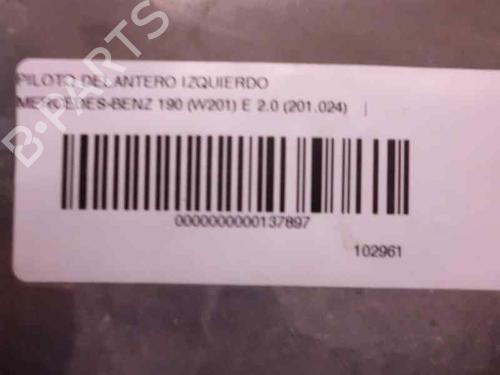 PILOTO DELANTERO IZQUIERDO
MERCEDES-BENZ 190 (W201) E 2.0 (201.024) |
0000000000137897
102961
B-PARTS